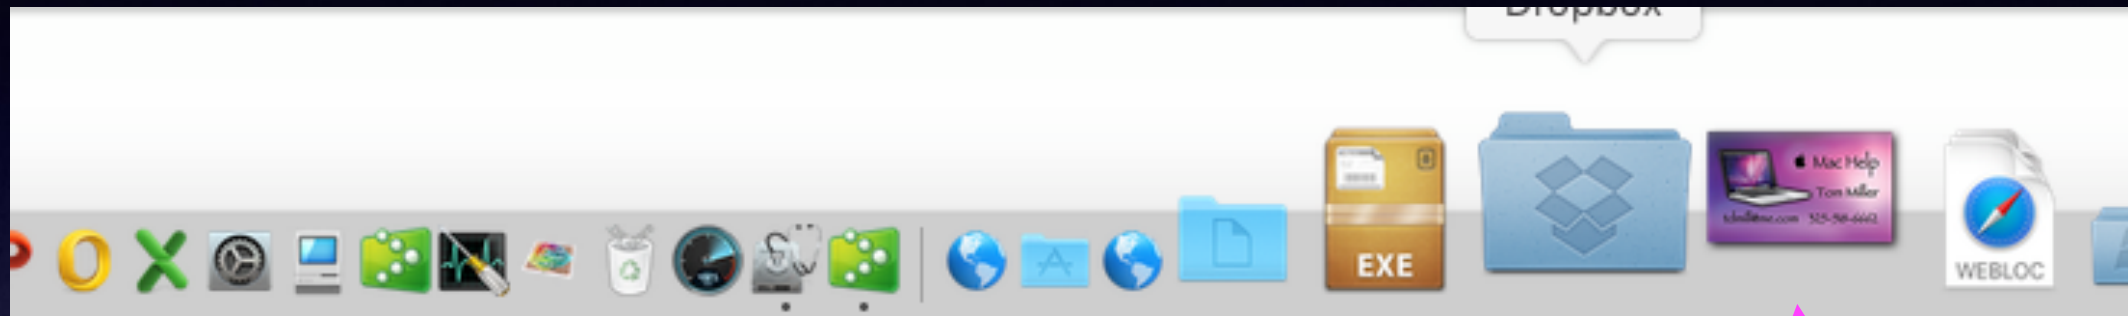 Dropbox
EXE
Mac Help
Tom Miller
WEBLOC